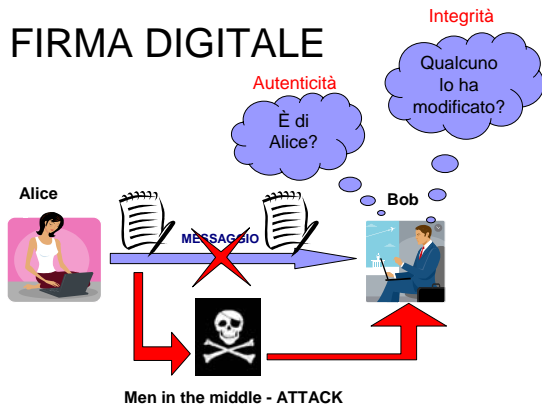 FIRMA DIGITALE
Integrità
Qualcuno
lo ha
modificato?
Autenticità
È di
Alice?
Alice
Bob
MESSAGGIO
Men in the middle - ATTACK